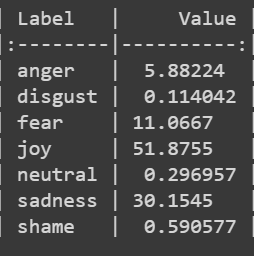 | Label   |     Value |
|:--------|----------:|
| anger   |  5.88224  |
| disgust |  0.114042 |
| fear    | 11.0667   |
| joy     | 51.8755   |
| neutral |  0.296957 |
| sadness | 30.1545   |
| shame   |  0.590577 |